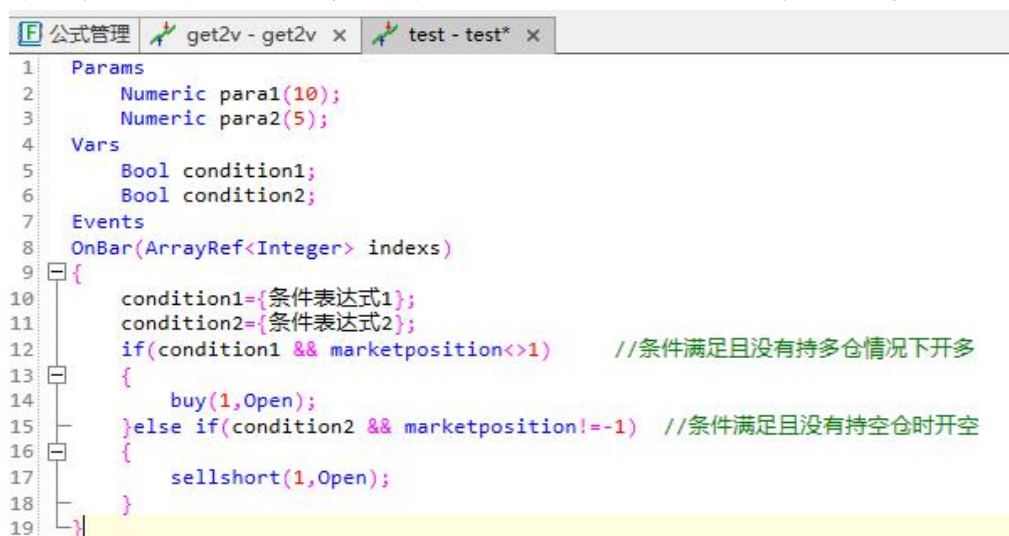 F 公式管理 get2v - get2v × test - test* ×
1 Params
2 Numeric para1(10);
3 Numeric para2(5);
4 Vars
5 Bool condition1;
6 Bool condition2;
7 Events
8 OnBar(ArrayRef<Integer> indexs)
9 {
10 condition1={条件表达式1};
11 condition2={条件表达式2};
12 if(condition1 && marketposition<>1) //条件满足且没有持多仓情况下开多
13 {
14 buy(1,Open);
15 }else if(condition2 && marketposition!=-1) //条件满足且没有持空仓时开空
16 {
17 sellshort(1,Open);
18 }
19 }